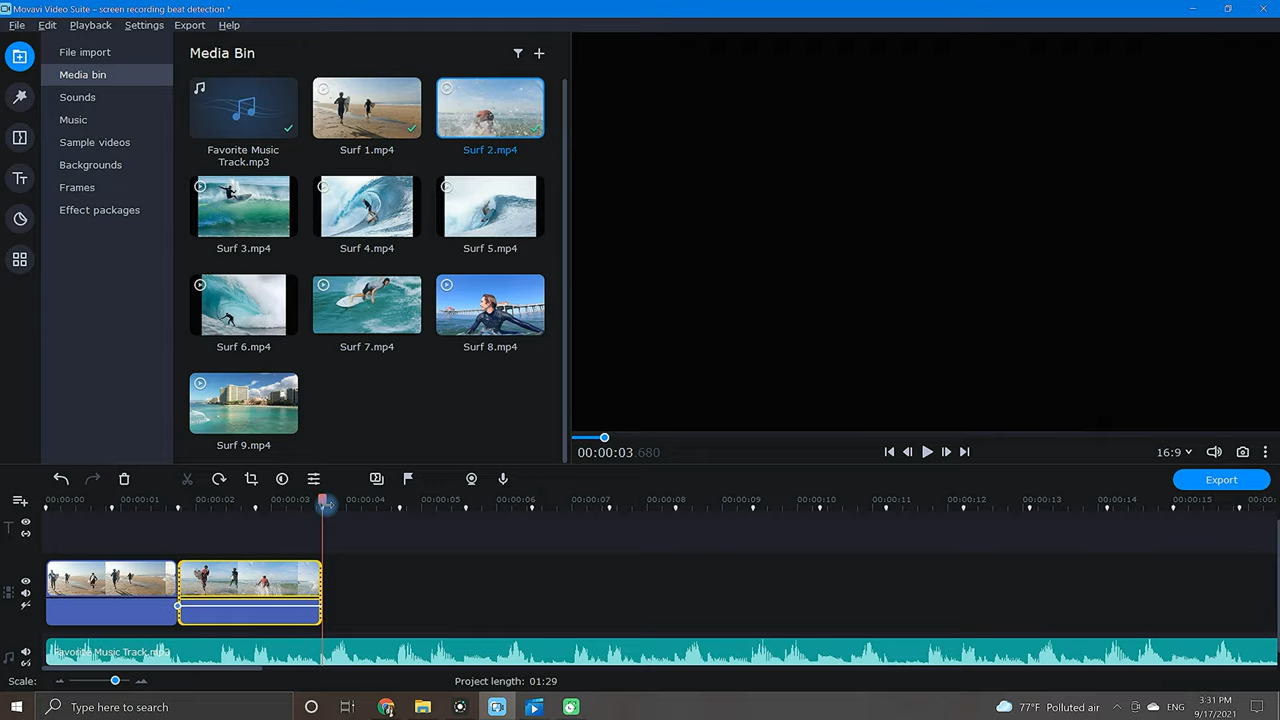 Movavi Video Suite – screen recording beat detection *
File Edit Playback Settings Export Help
File import
Media bin
Sounds
Music
Sample videos
Backgrounds
Frames
Effect packages
Media Bin
Favorite Music
Track.mp3
Surf 1.mp4
Surf 2.mp4
Surf 3.mp4
Surf 4.mp4
Surf 5.mp4
Surf 6.mp4
Surf 7.mp4
Surf 8.mp4
Surf 9.mp4
00:00:03.680
16:9
Export
00:00:00 00:00:01 00:00:02 00:00:03 00:00:04 00:00:05 00:00:06 00:00:07 00:00:08 00:00:09 00:00:10 00:00:11 00:00:12 00:00:13 00:00:14 00:00:15 00:00:
Favorite Music Track.mp3
Scale:
Project length: 01:29
Type here to search
77°F Polluted air
ENG
3:31 PM
9/17/2021